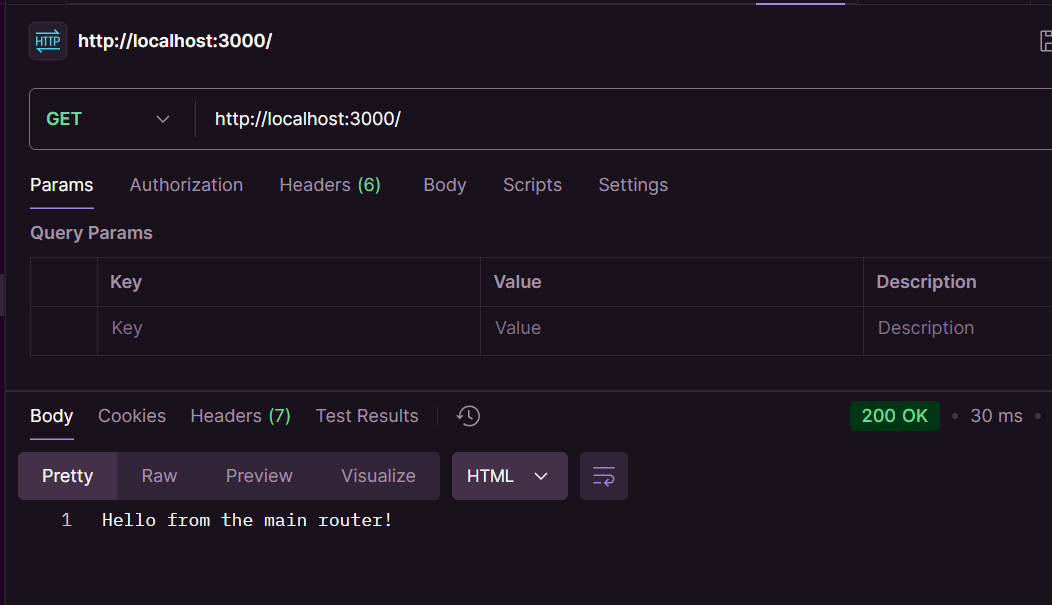 HTTP http://localhost:3000/
GET http://localhost:3000/
Params Authorization Headers (6) Body Scripts Settings
Query Params
Key Value Description
Key Value Description
Body Cookies Headers (7) Test Results 200 OK • 30 ms •
Pretty Raw Preview Visualize HTML
1 Hello from the main router!